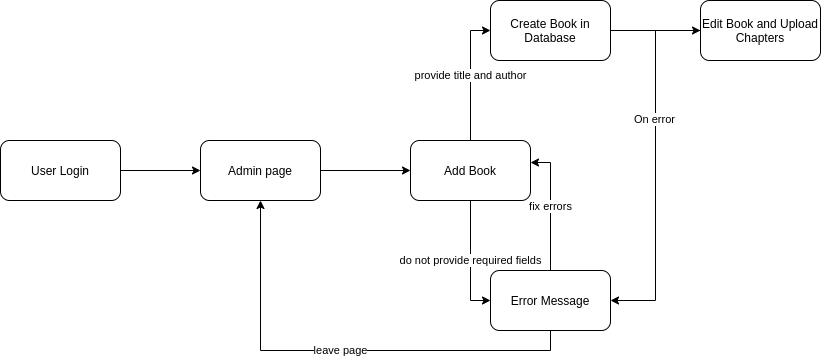 Create Book in
Database
Edit Book and Upload
Chapters
provide title and author
On error
User Login
Admin page
Add Book
fix errors
do not provide required fields
Error Message
leave page